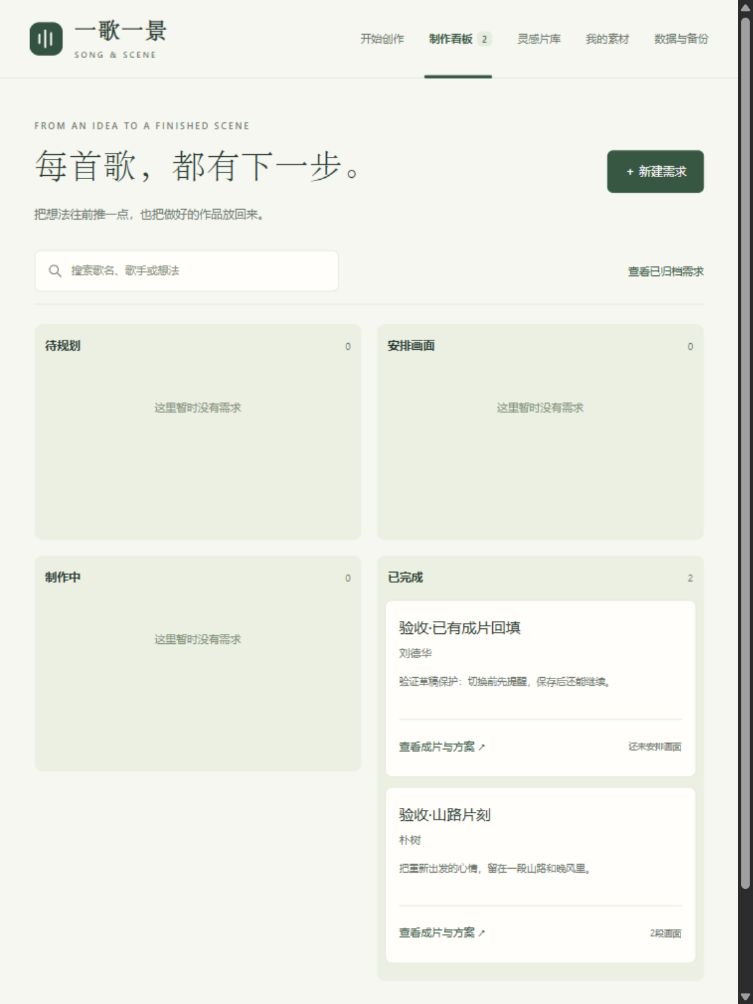 一歌一景
SONG & SCENE
开始创作
制作看板 2
灵感片库
我的素材
数据与备份
FROM AN IDEA TO A FINISHED SCENE
每首歌，都有下一步。
+ 新建需求
把想法往前推一点，也把做好的作品放回来。
搜索歌名、歌手或想法
查看已归档需求
待规划 0
这里暂时没有需求
安排画面 0
这里暂时没有需求
制作中 0
这里暂时没有需求
已完成 2
验收·已有成片回填
刘德华
验证草稿保护：切换前先提醒，保存后还能继续。
查看成片与方案 ↗
还未安排画面
验收·山路片刻
朴树
把重新出发的心情，留在一段山路和晚风里。
查看成片与方案 ↗
2段画面